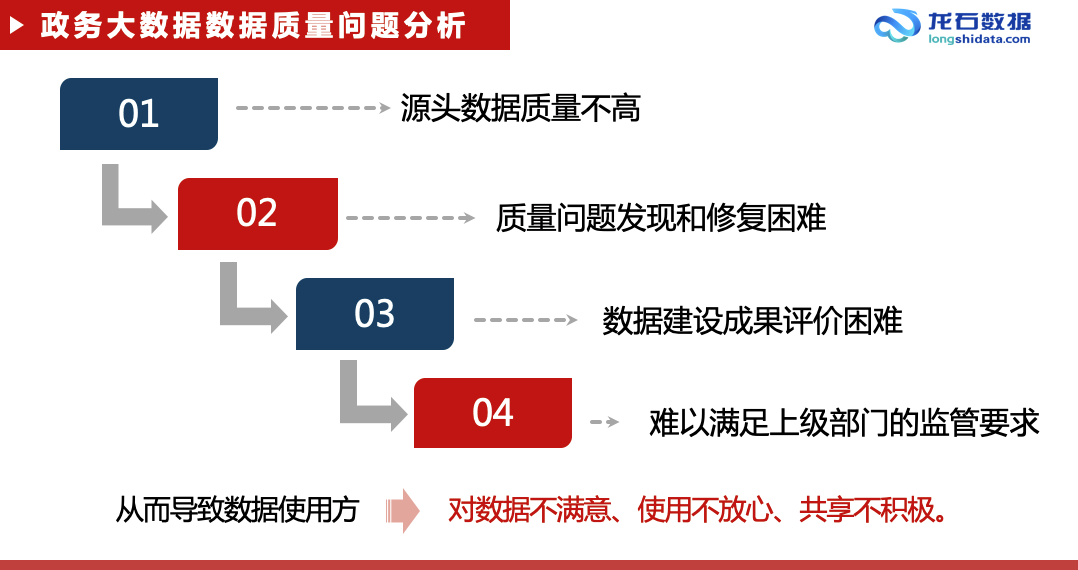 政务大数据数据质量问题分析
龙石数据
longshidata.com
01
源头数据质量不高
02
质量问题发现和修复困难
03
数据建设成果评价困难
04
难以满足上级部门的监管要求
从而导致数据使用方
对数据不满意、使用不放心、共享不积极。